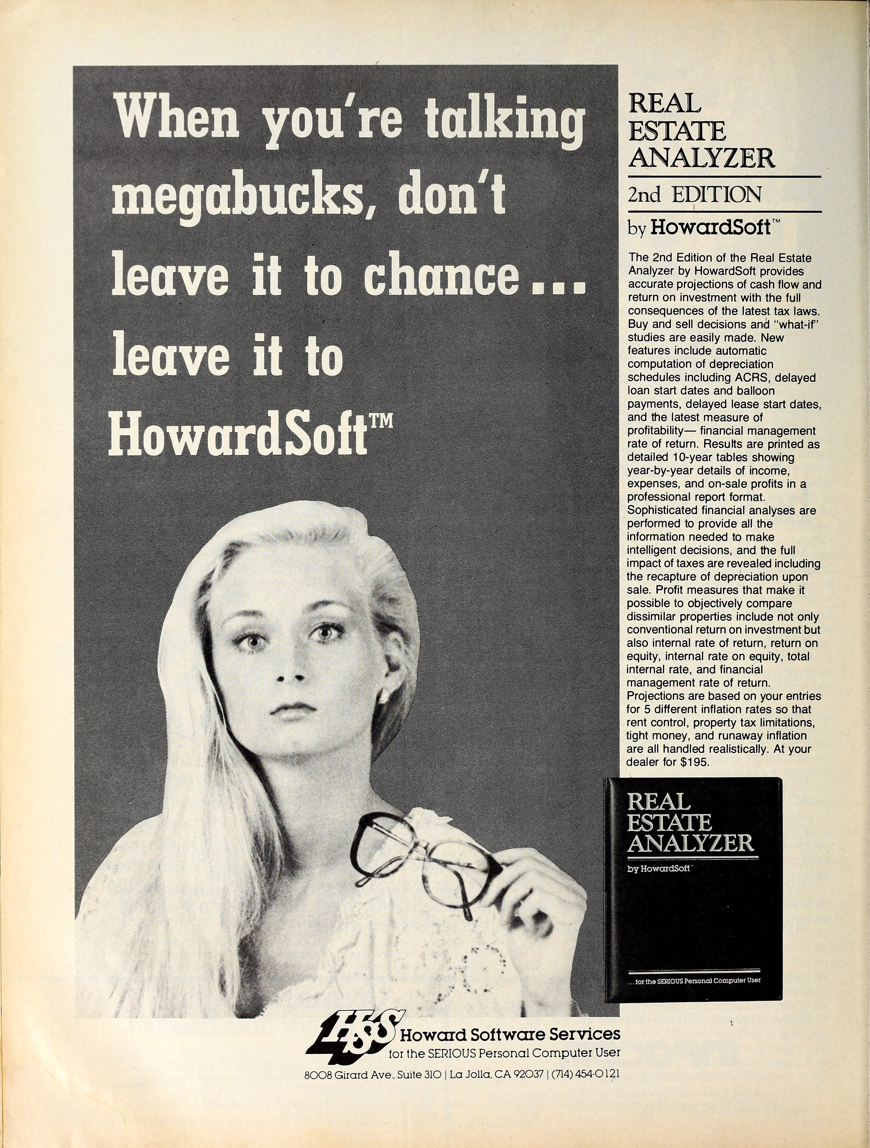 When you're talking
megabucks, don't
leave it to chance...
leave it to
HowardSoft™
REAL
ESTATE
ANALYZER
2nd EDITION
by HowardSoft™
The 2nd Edition of the Real Estate
Analyzer by HowardSoft provides
accurate projections of cash flow and
return on investment with the full
consequences of the latest tax laws.
Buy and sell decisions and "what-if"
studies are easily made. New
features include automatic
computation of depreciation
schedules including ACRS, delayed
loan start dates and balloon
payments, delayed lease start dates,
and the latest measure of
profitability— financial management
rate of return. Results are printed as
detailed 10-year tables showing
year-by-year details of income,
expenses, and on-sale profits in a
professional report format.
Sophisticated financial analyses are
performed to provide all the
information needed to make
intelligent decisions, and the full
impact of taxes are revealed including
the recapture of depreciation upon
sale. Profit measures that make it
possible to objectively compare
dissimilar properties include not only
conventional return on investment but
also internal rate of return, return on
equity, internal rate on equity, total
internal rate, and financial
management rate of return.
Projections are based on your entries
for 5 different inflation rates so that
rent control, property tax limitations,
tight money, and runaway inflation
are all handled realistically. At your
dealer for $195.
REAL
ESTATE
ANALYZER
by HowardSoft™
...for the SERIOUS Personal Computer User
HSS Howard Software Services
for the SERIOUS Personal Computer User
8008 Girard Ave., Suite 310 | La Jolla, CA 92037 | (714) 454-0121